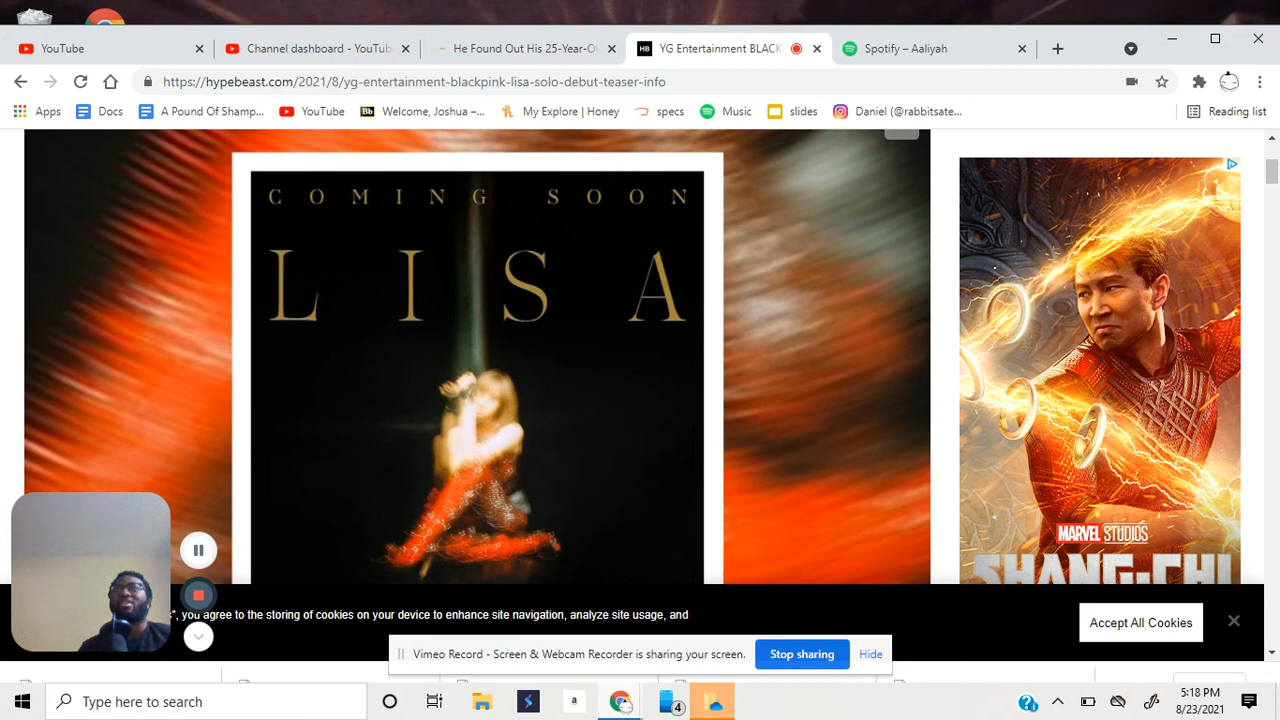 YouTube
Channel dashboard - YouTub
He Found Out His 25-Year-Ol
HB
YG Entertainment BLACK
Spotify – Aaliyah
https://hypebeast.com/2021/8/yg-entertainment-blackpink-lisa-solo-debut-teaser-info
Apps
Docs
A Pound Of Shamp...
YouTube
Bb
Welcome, Joshua –...
My Explore | Honey
specs
Music
slides
Daniel (@rabbitsate...
Reading list
COMING SOON
LISA
MARVEL STUDIOS
SHANG-CHI
", you agree to the storing of cookies on your device to enhance site navigation, analyze site usage, and
Accept All Cookies
Vimeo Record - Screen & Webcam Recorder is sharing your screen.
Stop sharing
Hide
Type here to search
a
4
5:18 PM
8/23/2021